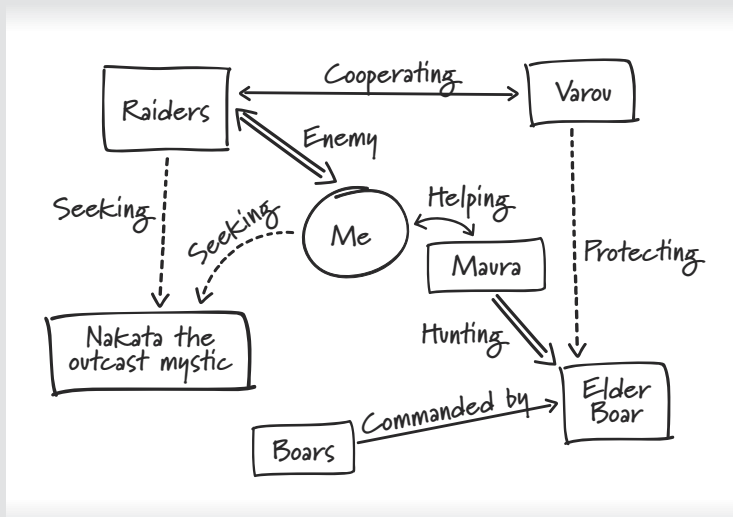 Cooperating
Raiders
Varou
Enemy
Seeking
Seeking
Helping
Me
Maura
Protecting
Nakata the
outcast mystic
Hunting
Elder
Boar
Commanded by
Boars